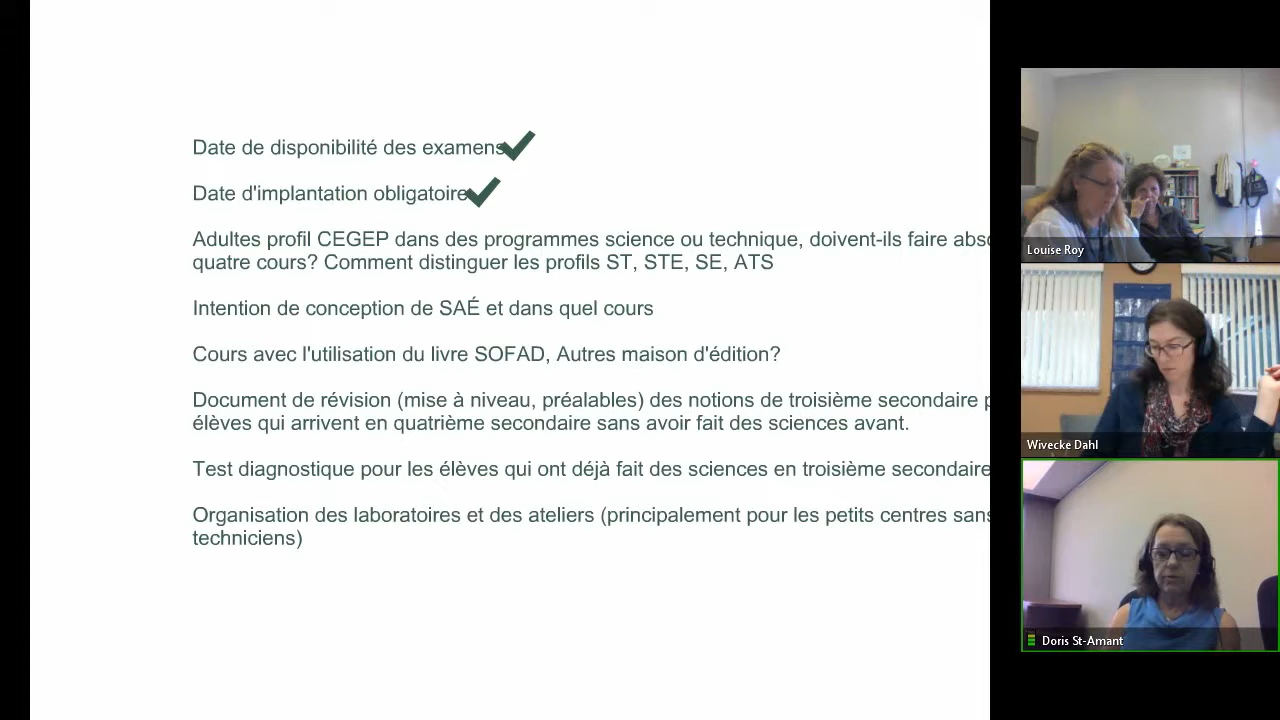 Date de disponibilité des examens
Date d'implantation obligatoire
Adultes profil CEGEP dans des programmes science ou technique, doivent-ils faire
quatre cours? Comment distinguer les profils ST, STE, SE, ATS
Intention de conception de SAÉ et dans quel cours
Cours avec l'utilisation du livre SOFAD, Autres maison d'édition?
Document de révision (mise à niveau, préalables) des notions de troisième secondaire
élèves qui arrivent en quatrième secondaire sans avoir fait des sciences avant.
Test diagnostique pour les élèves qui ont déjà fait des sciences en troisième secondaire
Organisation des laboratoires et des ateliers (principalement pour les petits centres sans
techniciens)
Louise Roy
Wivecke Dahl
Doris St-Amant